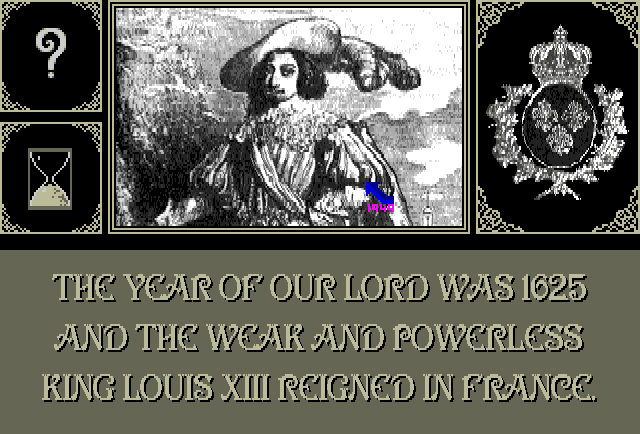 ?
THE YEAR OF OUR LORD WAS 1625
AND THE WEAK AND POWERLESS
KING LOUIS XIII REIGNED IN FRANCE.